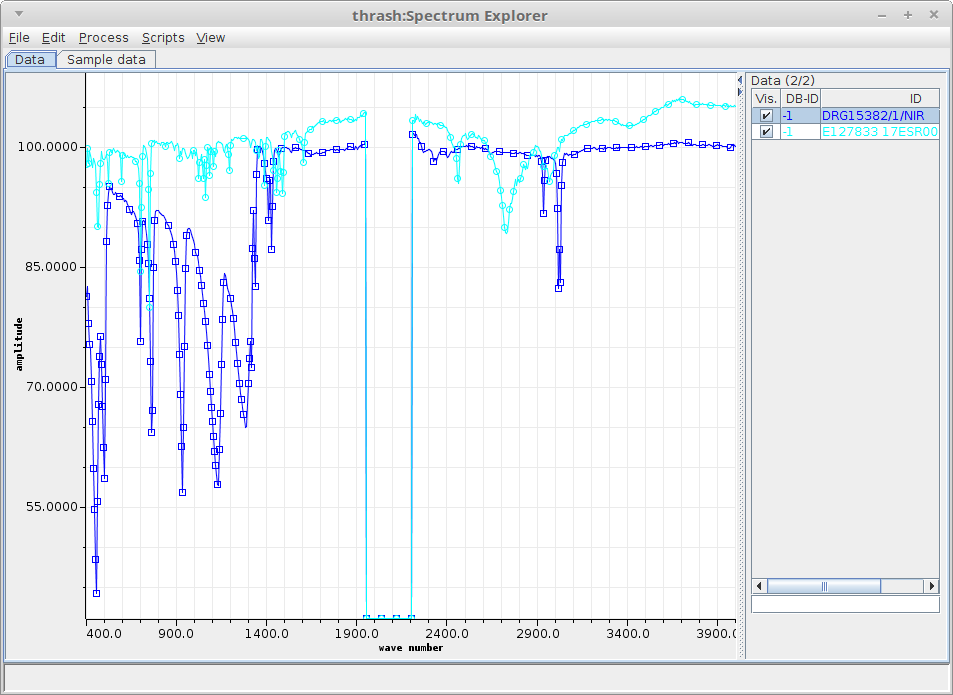 thrash:Spectrum Explorer
File Edit Process Scripts View
Data Sample data
Data (2/2)
Vis. DB-ID ID
-1 DRG15382/1/NIR
-1 E127833 17ESR00
100.0000
85.0000
70.0000
55.0000
amplitude
400.0 900.0 1400.0 1900.0 2400.0 2900.0 3400.0 3900.0
wave number